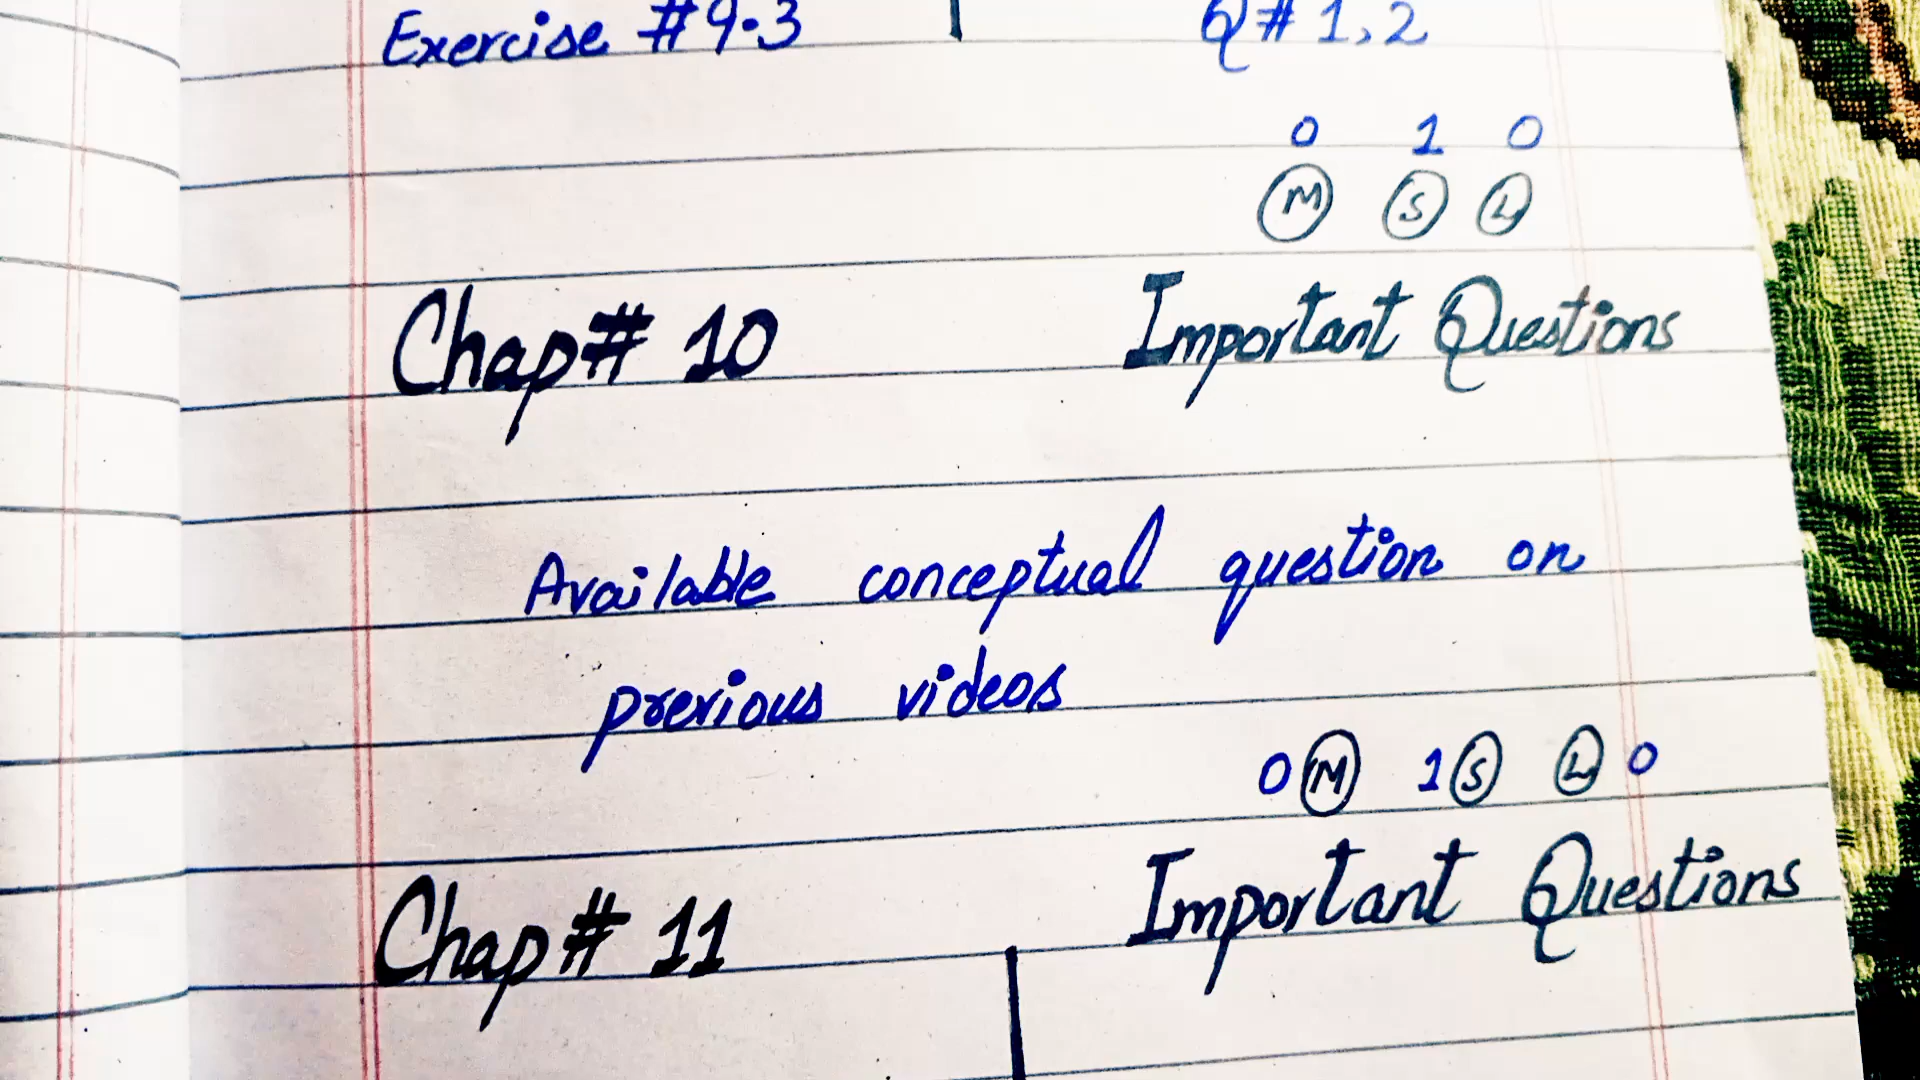 Exercise #9.3 Q# 1,2
0 1 0
M S L
Chap# 10 Important Questions
Available conceptual question on
previous videos
0 M 1 S L 0
Chap# 11 Important Questions